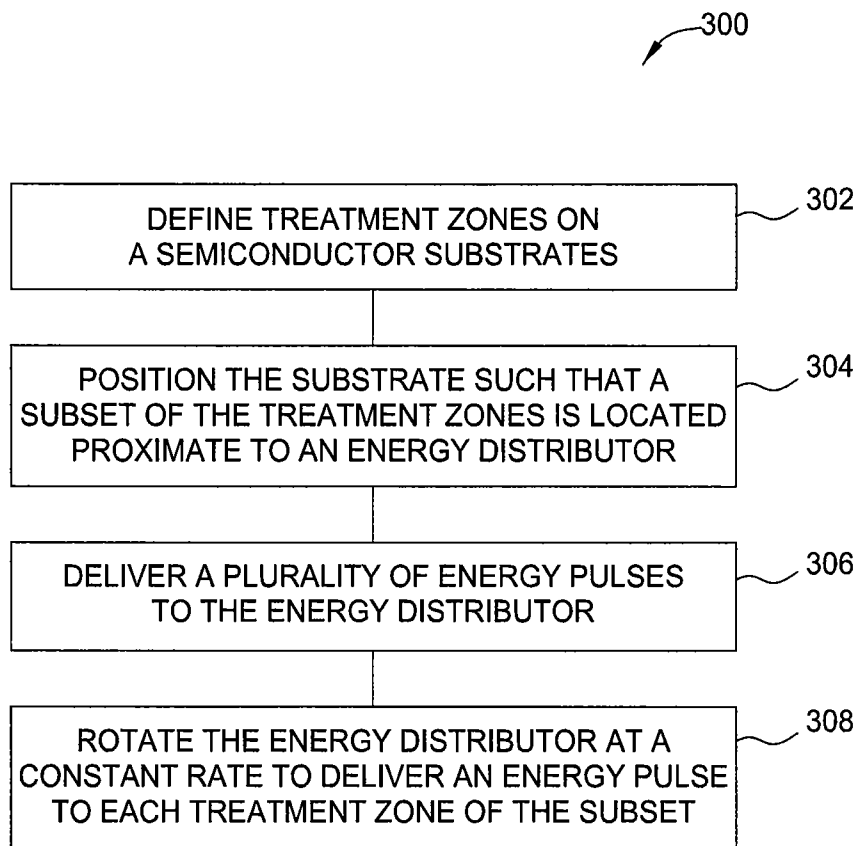 300
DEFINE TREATMENT ZONES ON
A SEMICONDUCTOR SUBSTRATES
302
POSITION THE SUBSTRATE SUCH THAT A
SUBSET OF THE TREATMENT ZONES IS LOCATED
PROXIMATE TO AN ENERGY DISTRIBUTOR
304
DELIVER A PLURALITY OF ENERGY PULSES
TO THE ENERGY DISTRIBUTOR
306
ROTATE THE ENERGY DISTRIBUTOR AT A
CONSTANT RATE TO DELIVER AN ENERGY PULSE
TO EACH TREATMENT ZONE OF THE SUBSET
308